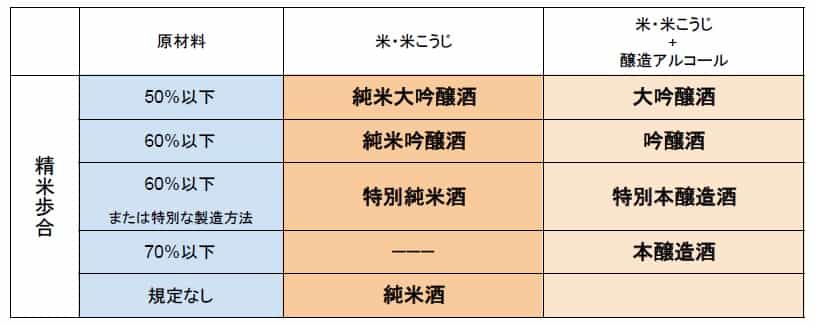 原材料
米・米こうじ
米・米こうじ
+
醸造アルコール
精米歩合
50%以下
純米大吟醸酒
大吟醸酒
60%以下
純米吟醸酒
吟醸酒
60%以下
または特別な製造方法
特別純米酒
特別本醸造酒
70%以下
−−−
本醸造酒
規定なし
純米酒